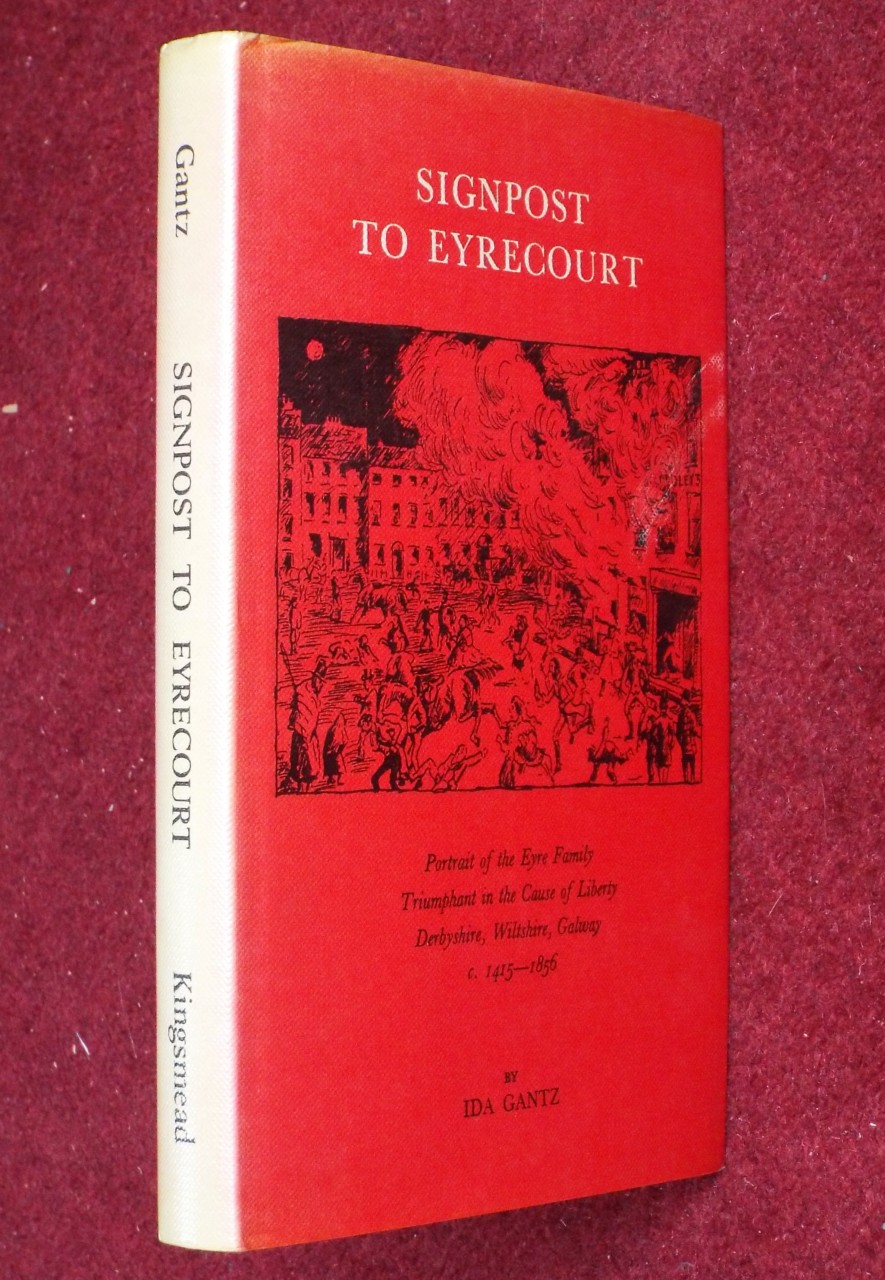 Gantz
SIGNPOST TO EYRECOURT
Kingsmead
SIGNPOST
TO EYRECOURT
Portrait of the Eyre Family
Triumphant in the Cause of Liberty
Derbyshire, Wiltshire, Galway
c. 1415—1856
BY
IDA GANTZ